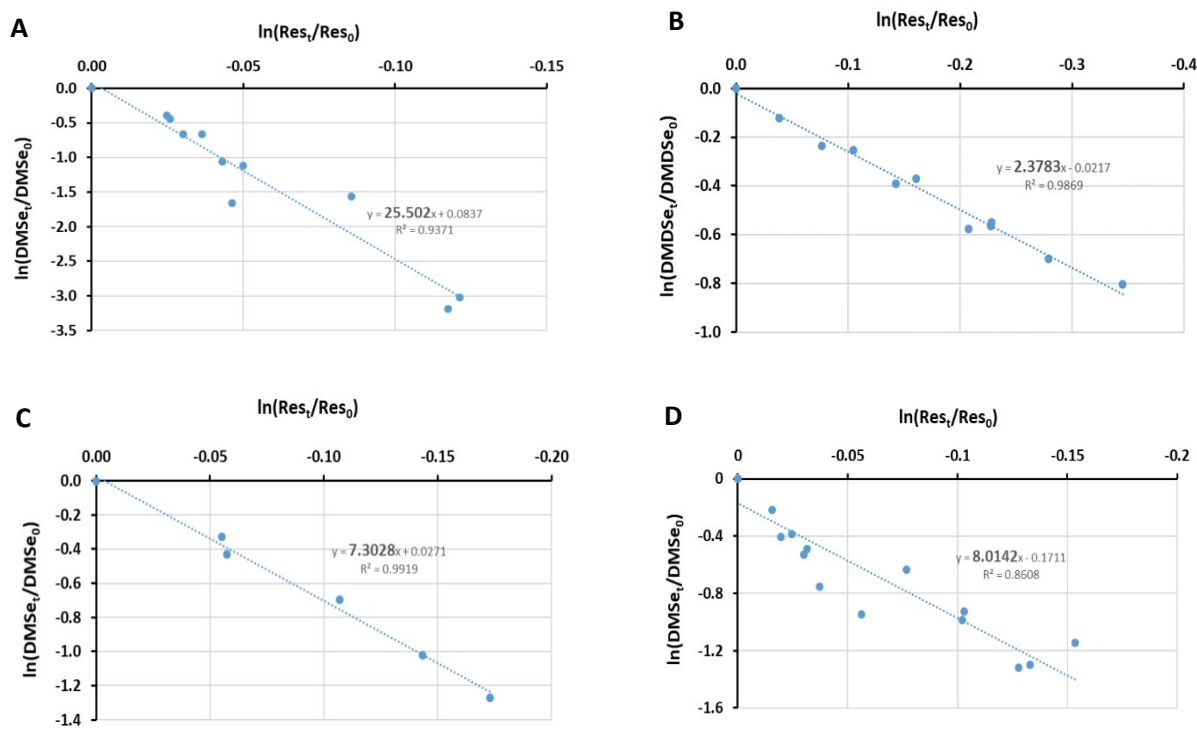 A
ln(Resₜ/Res₀)
0.00 -0.05 -0.10 -0.15
0.0
-0.5
-1.0
-1.5
-2.0
-2.5
-3.0
-3.5
ln(DMSeₜ/DMSe₀)
y = 25.502x + 0.0837
R² = 0.9371
B
ln(Resₜ/Res₀)
0.0 -0.1 -0.2 -0.3 -0.4
0.0
-0.2
-0.4
-0.6
-0.8
-1.0
ln(DMDSeₜ/DMDSe₀)
y = 2.3783x - 0.0217
R² = 0.9869
C
ln(Resₜ/Res₀)
0.00 -0.05 -0.10 -0.15 -0.20
0.0
-0.2
-0.4
-0.6
-0.8
-1.0
-1.2
-1.4
ln(DMSeₜ/DMSe₀)
y = 7.3028x + 0.0271
R² = 0.9919
D
ln(Resₜ/Res₀)
0 -0.05 -0.1 -0.15 -0.2
0
-0.4
-0.8
-1.2
-1.6
ln(DMSeₜ/DMSe₀)
y = 8.0142x - 0.1711
R² = 0.8608